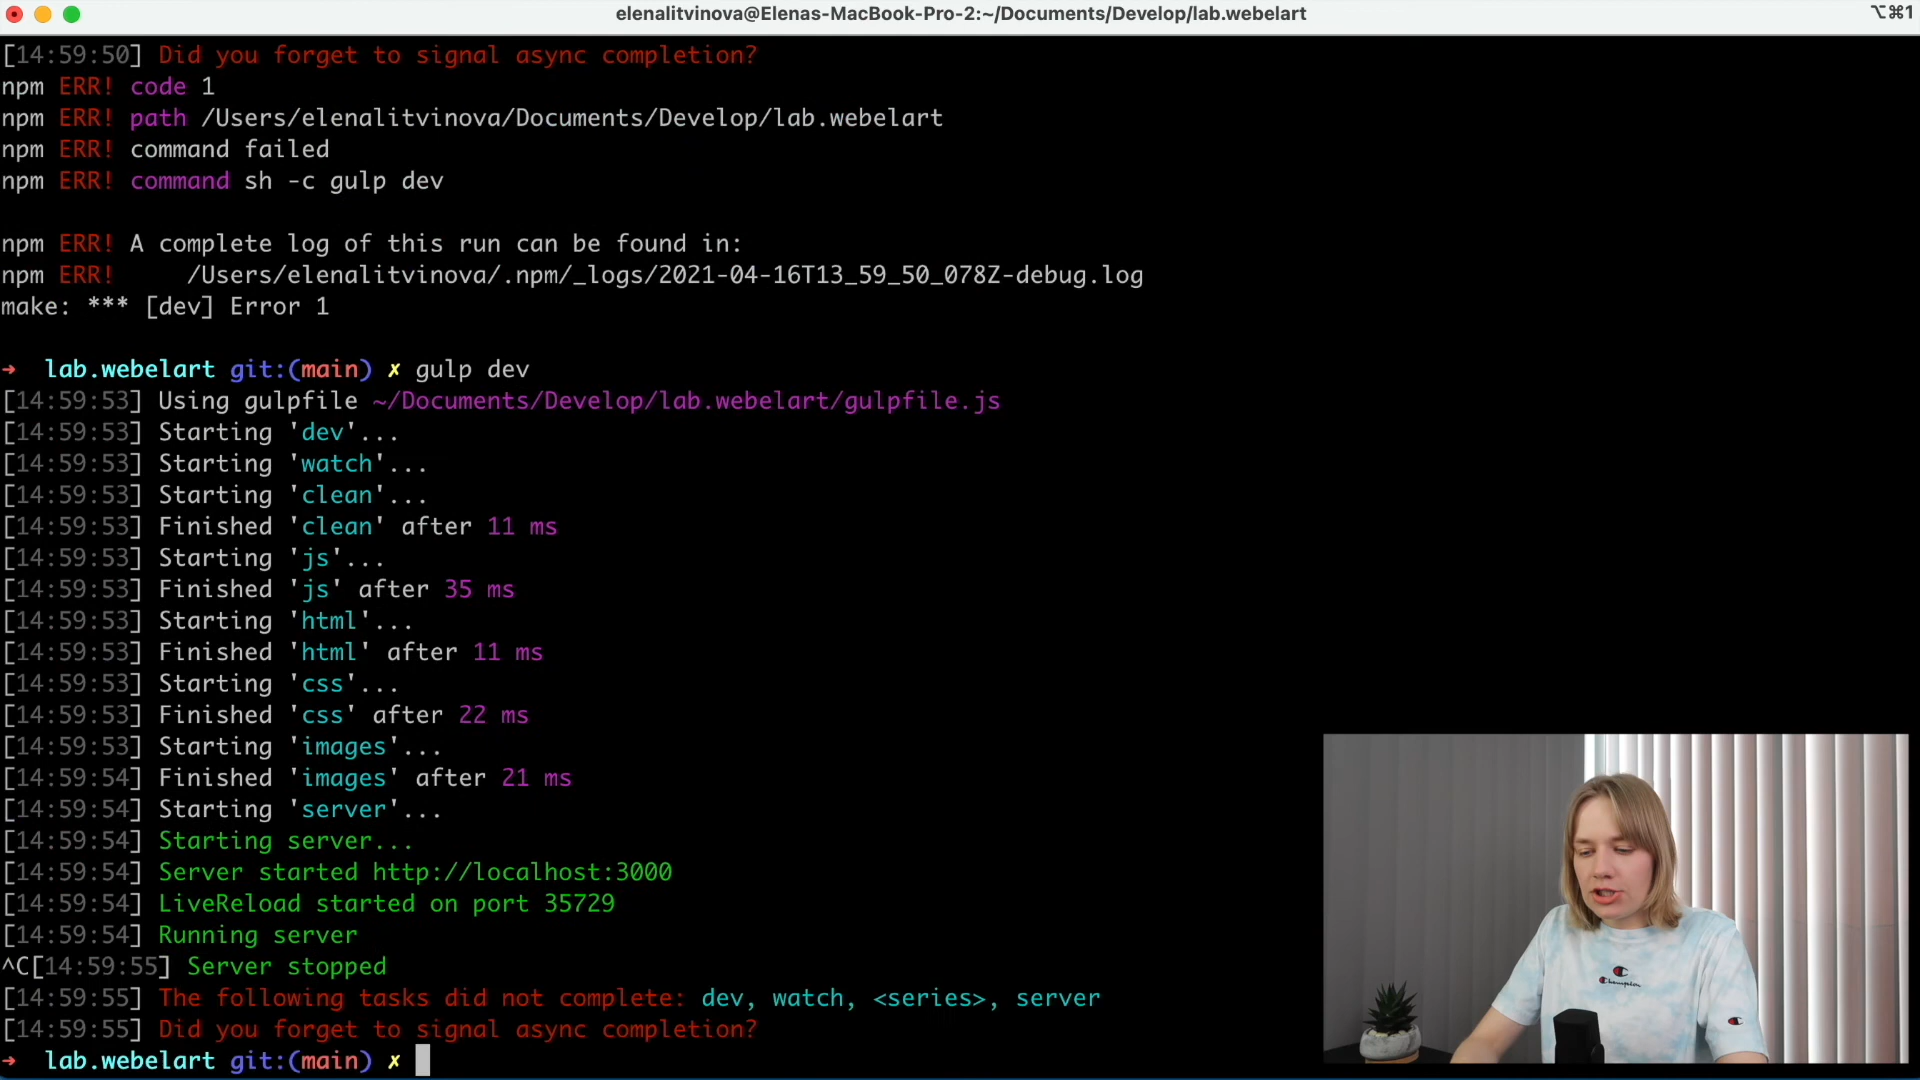 elenalitvinova@Elenas-MacBook-Pro-2:~/Documents/Develop/lab.webelart
⌥⌘1
[14:59:50] Did you forget to signal async completion?
npm ERR! code 1
npm ERR! path /Users/elenalitvinova/Documents/Develop/lab.webelart
npm ERR! command failed
npm ERR! command sh -c gulp dev
npm ERR! A complete log of this run can be found in:
npm ERR!     /Users/elenalitvinova/.npm/_logs/2021-04-16T13_59_50_078Z-debug.log
make: *** [dev] Error 1
➜  lab.webelart git:(main) ✗ gulp dev
[14:59:53] Using gulpfile ~/Documents/Develop/lab.webelart/gulpfile.js
[14:59:53] Starting 'dev'...
[14:59:53] Starting 'watch'...
[14:59:53] Starting 'clean'...
[14:59:53] Finished 'clean' after 11 ms
[14:59:53] Starting 'js'...
[14:59:53] Finished 'js' after 35 ms
[14:59:53] Starting 'html'...
[14:59:53] Finished 'html' after 11 ms
[14:59:53] Starting 'css'...
[14:59:53] Finished 'css' after 22 ms
[14:59:53] Starting 'images'...
[14:59:54] Finished 'images' after 21 ms
[14:59:54] Starting 'server'...
[14:59:54] Starting server...
[14:59:54] Server started http://localhost:3000
[14:59:54] LiveReload started on port 35729
[14:59:54] Running server
^C[14:59:55] Server stopped
[14:59:55] The following tasks did not complete: dev, watch, <series>, server
[14:59:55] Did you forget to signal async completion?
➜  lab.webelart git:(main) ✗
Champion